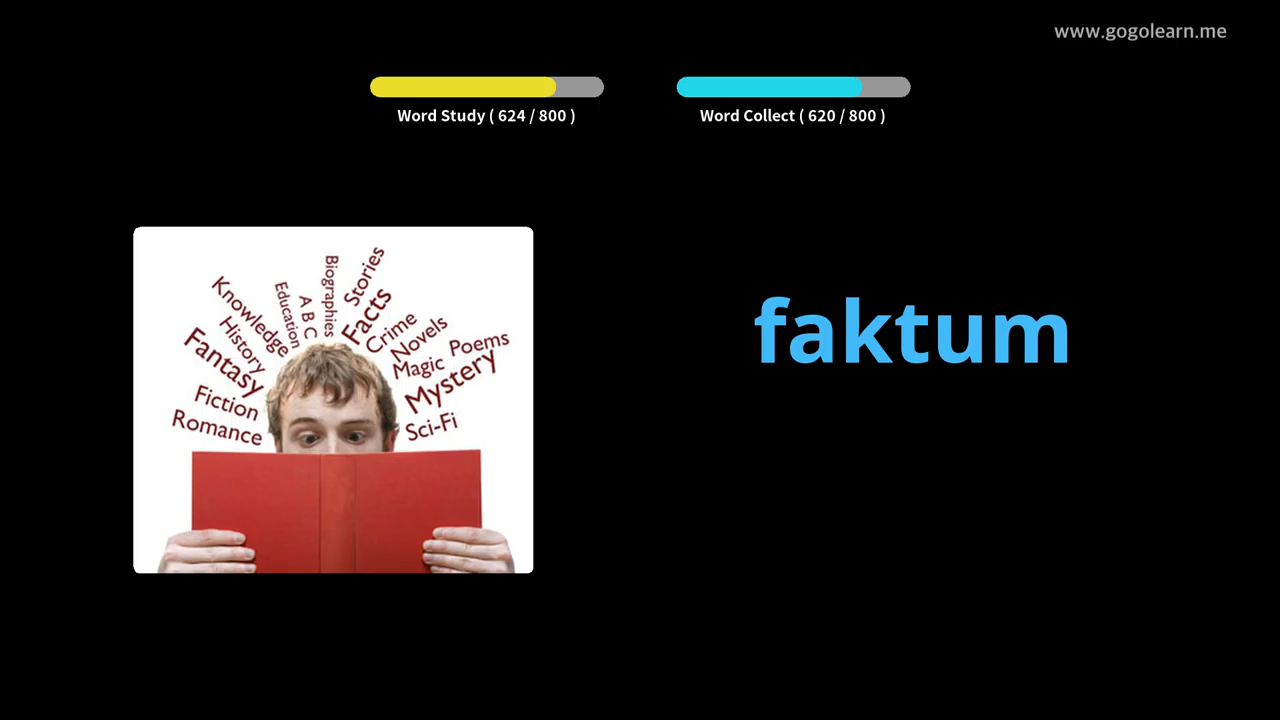 www.gogolearn.me
Word Study ( 624 / 800 )
Word Collect ( 620 / 800 )
faktum
Romance
Fiction
Fantasy
History
Knowledge
Education
A B C
Biographies
Stories
Facts
Crime
Novels
Magic
Poems
Mystery
Sci-Fi